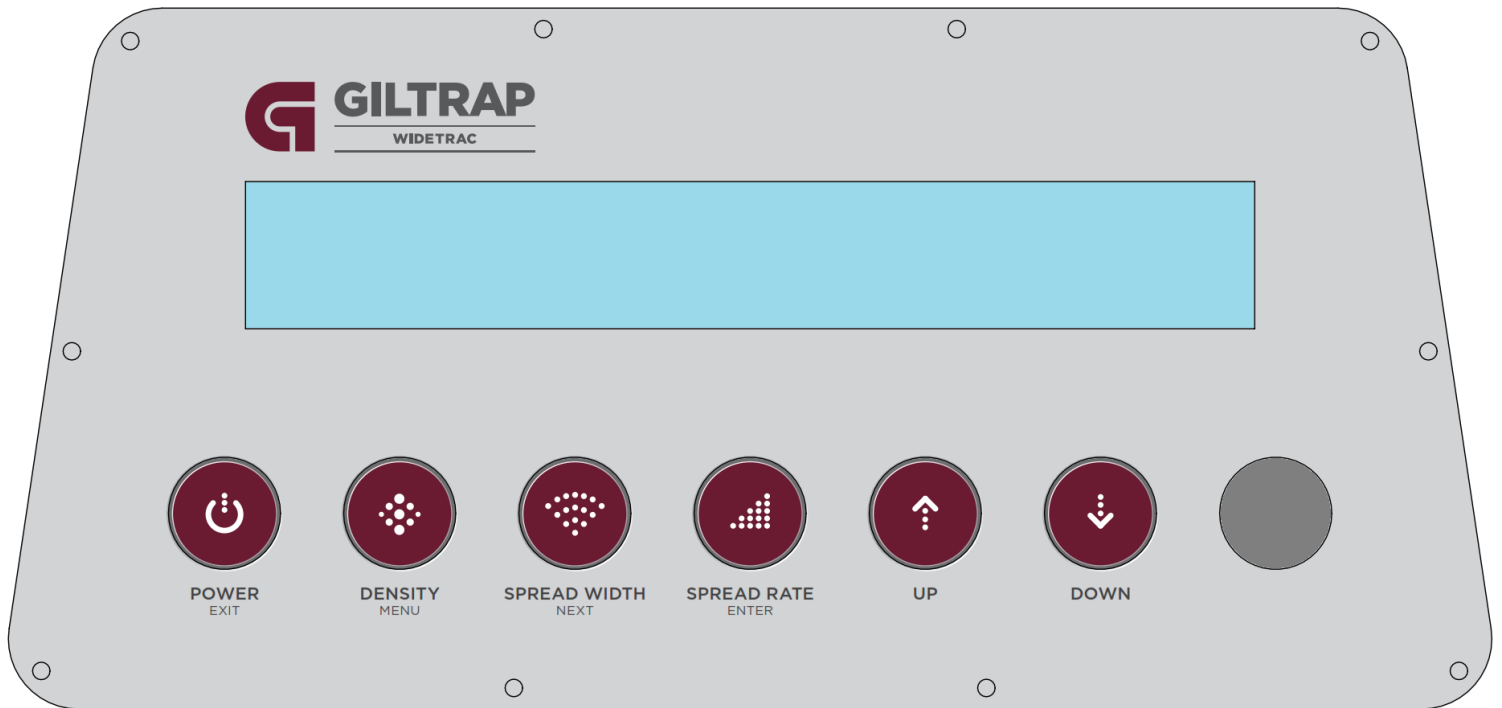 GILTRAP
WIDETRAC
POWER
EXIT
DENSITY
MENU
SPREAD WIDTH
NEXT
SPREAD RATE
ENTER
UP
DOWN